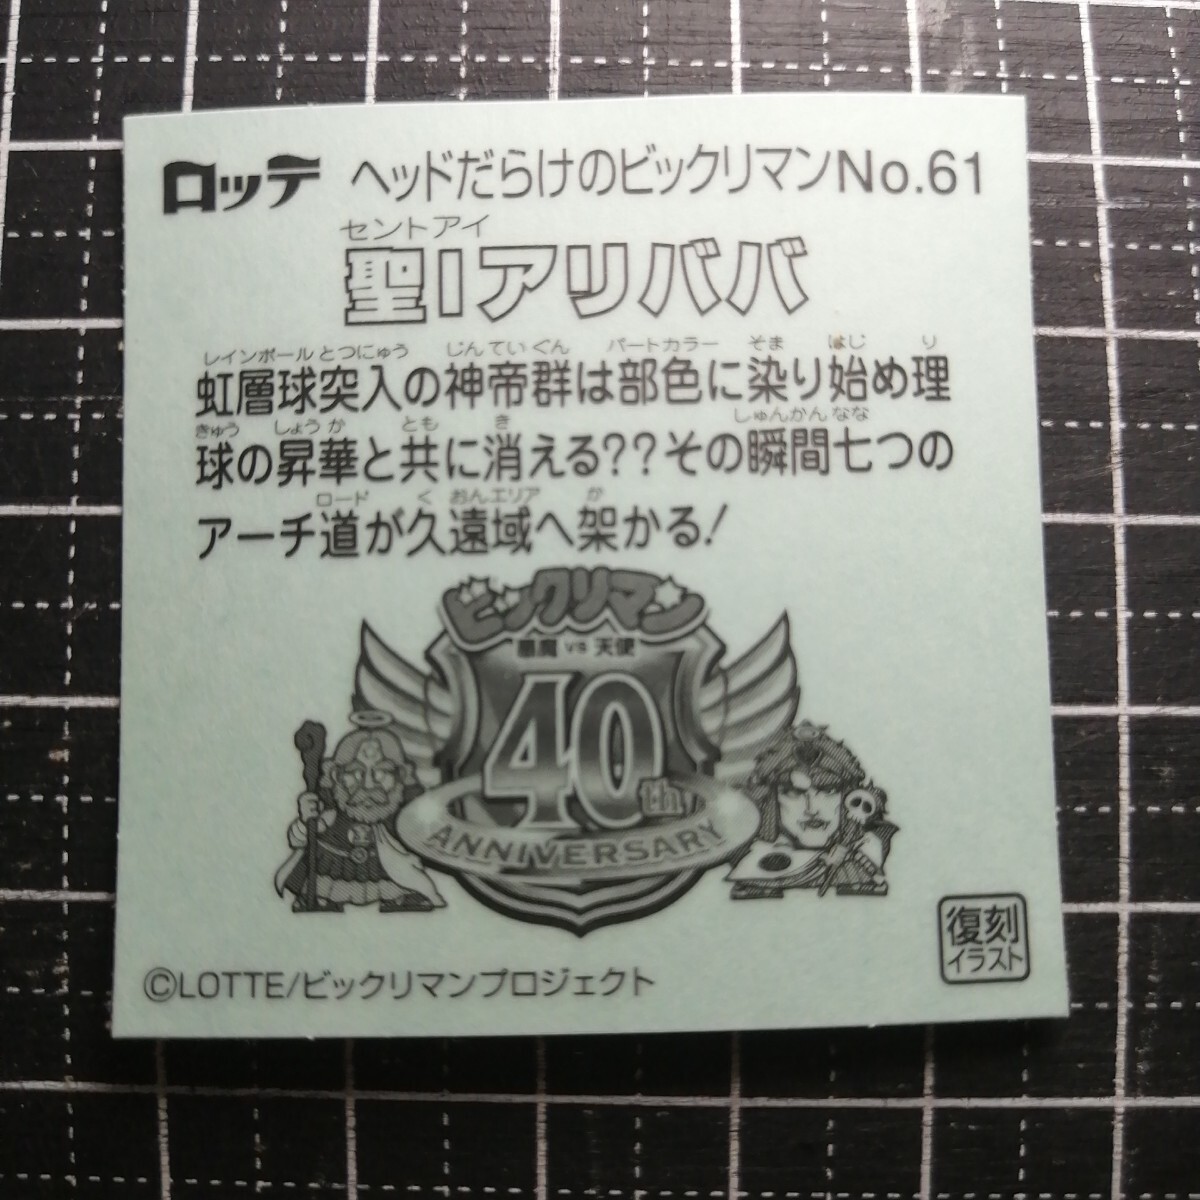 ロッテ ヘッドだらけのビックリマンNo.61
セントアイ
聖Iアリババ
レインボール とつにゅう じんていぐん パートカラー そま はじ り
虹層球突入の神帝群は部色に染り始め理
きゅう しょうか とも き しゅんかん なな
球の昇華と共に消える??その瞬間七つの
ロード く おんエリア か
アーチ道が久遠域へ架かる!
ビックリマン
悪魔 VS 天使
40th
ANNIVERSARY
復刻
イラスト
©LOTTE/ビックリマンプロジェクト